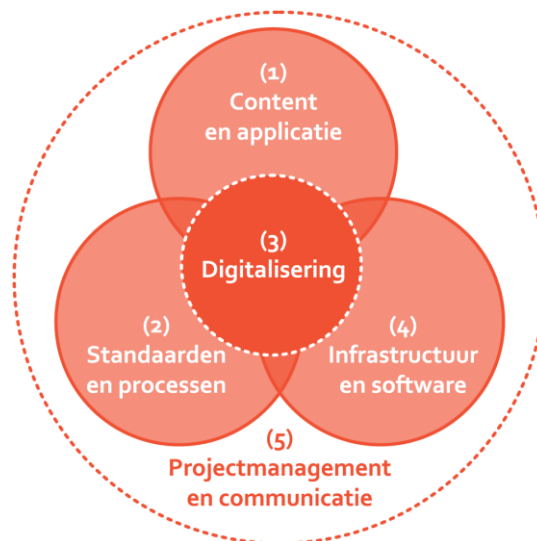 (1)
Content
en applicatie
(3)
Digitalisering
(2)
Standaarden
en processen
(4)
Infrastructuur
en software
(5)
Projectmanagement
en communicatie